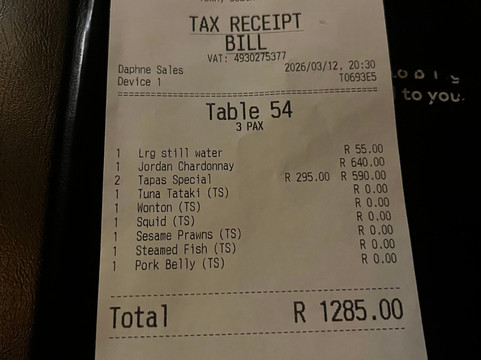 TAX RECEIPT
BILL
VAT: 4930275377
Daphne Sales 2026/03/12, 20:30
Device 1 T0693E5
Table 54
3 PAX
1 Lrg still water R 55.00
1 Jordan Chardonnay R 640.00
2 Tapas Special R 295.00 R 590.00
1 Tuna Tataki (TS) R 0.00
1 Wonton (TS) R 0.00
1 Squid (TS) R 0.00
1 Sesame Prawns (TS) R 0.00
1 Steamed Fish (TS) R 0.00
1 Pork Belly (TS) R 0.00
Total R 1285.00
to you.